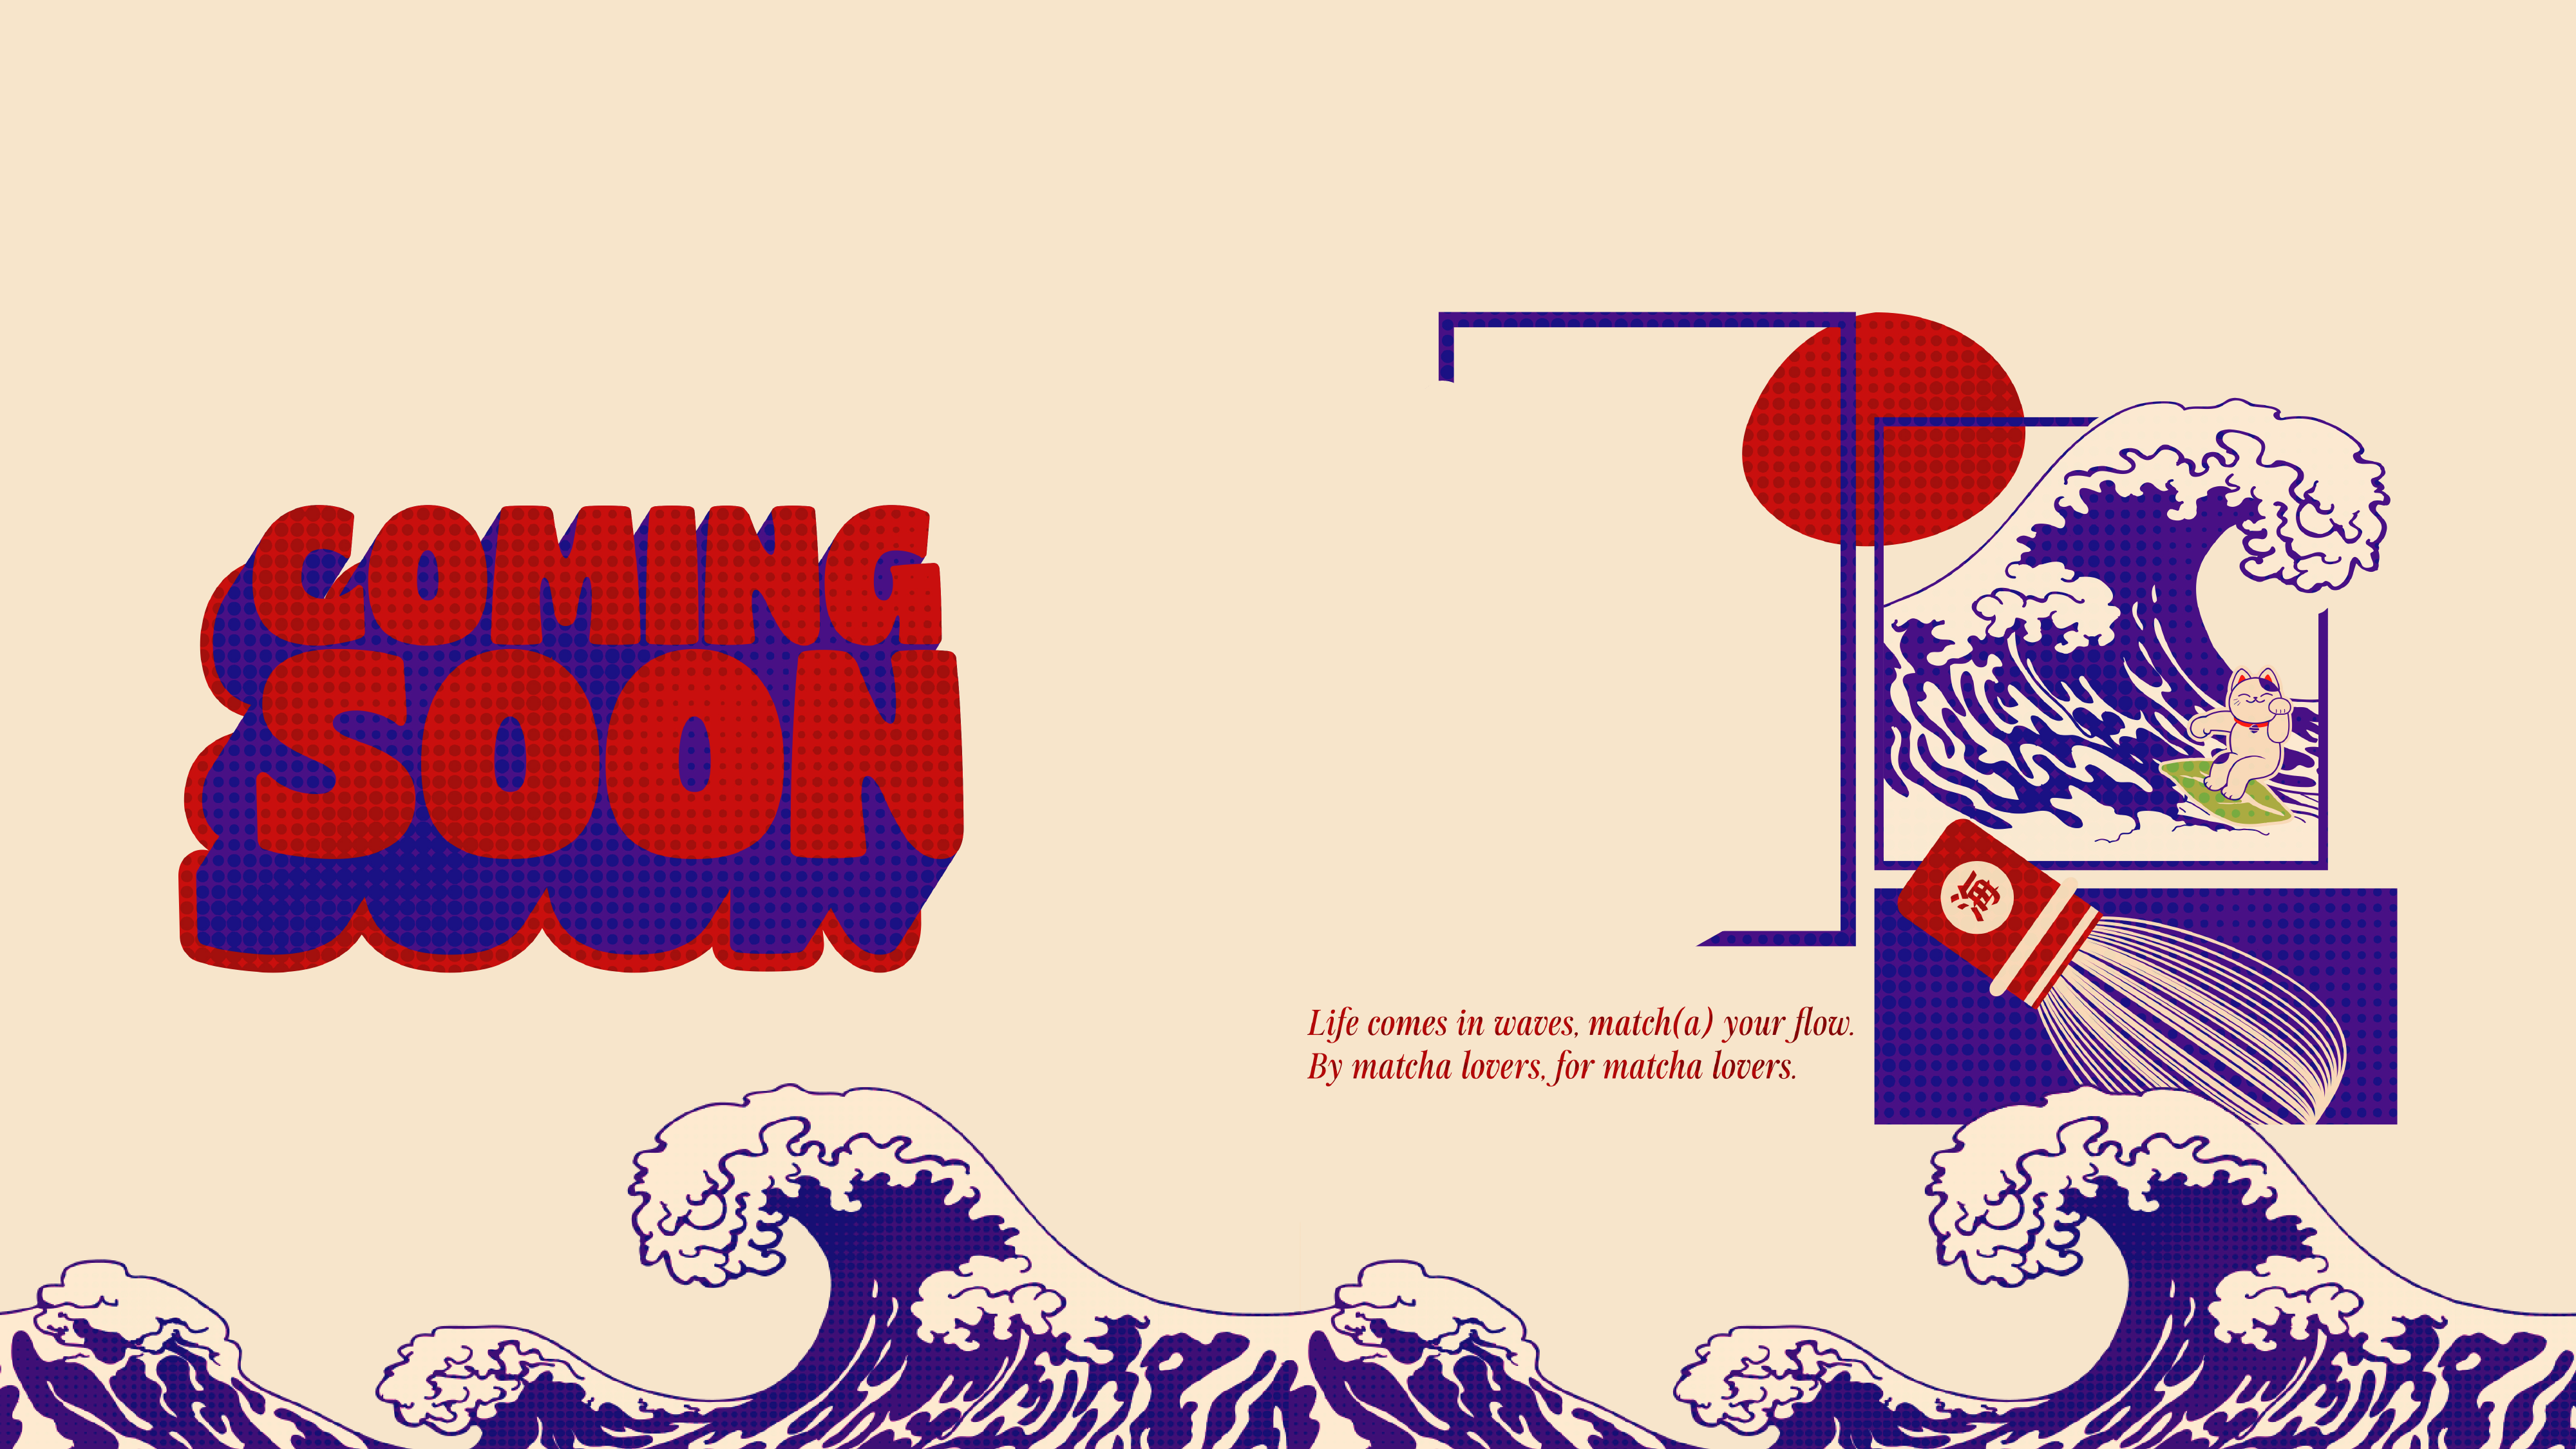 COMING
SOON
海
Life comes in waves, match(a) your flow.
By matcha lovers, for matcha lovers.